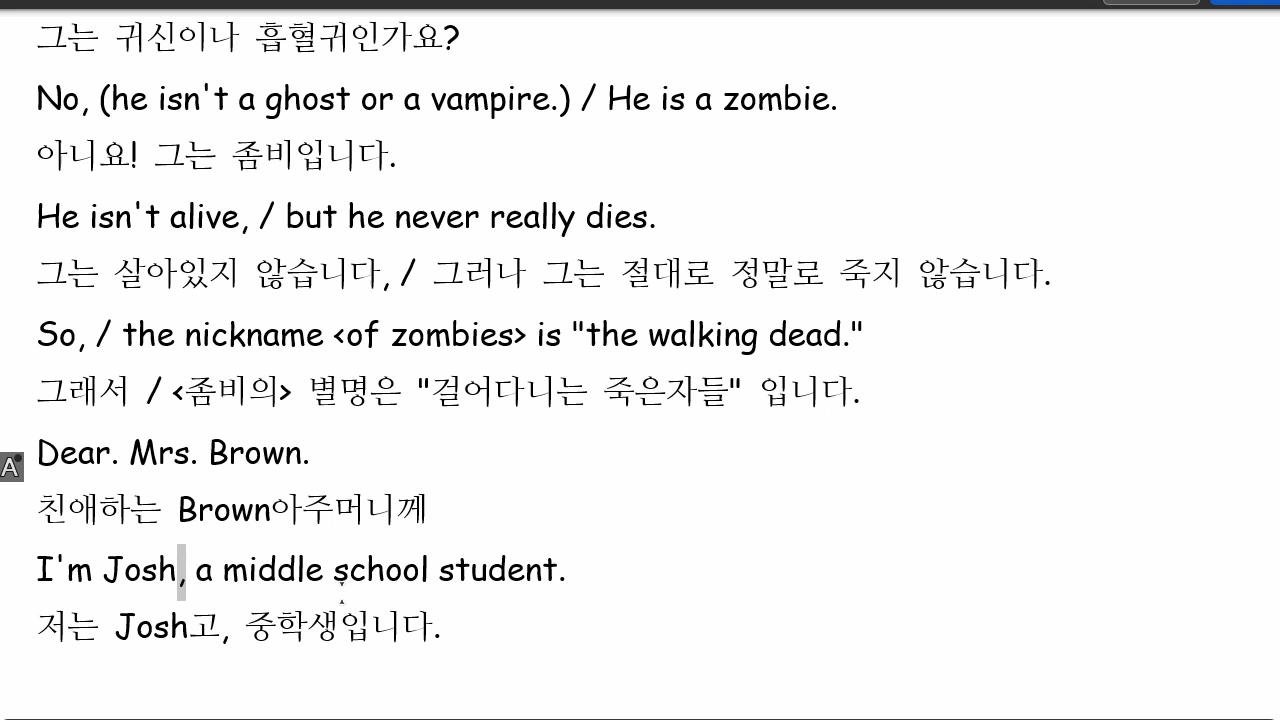 그는 귀신이나 흡혈귀인가요?
No, (he isn't a ghost or a vampire.) / He is a zombie.
아니요! 그는 좀비입니다.
He isn't alive, / but he never really dies.
그는 살아있지 않습니다, / 그러나 그는 절대로 정말로 죽지 않습니다.
So, / the nickname <of zombies> is "the walking dead."
그래서 / <좀비의> 별명은 "걸어다니는 죽은자들" 입니다.
Dear. Mrs. Brown.
친애하는 Brown아주머니께
I'm Josh, a middle school student.
저는 Josh고, 중학생입니다.
A